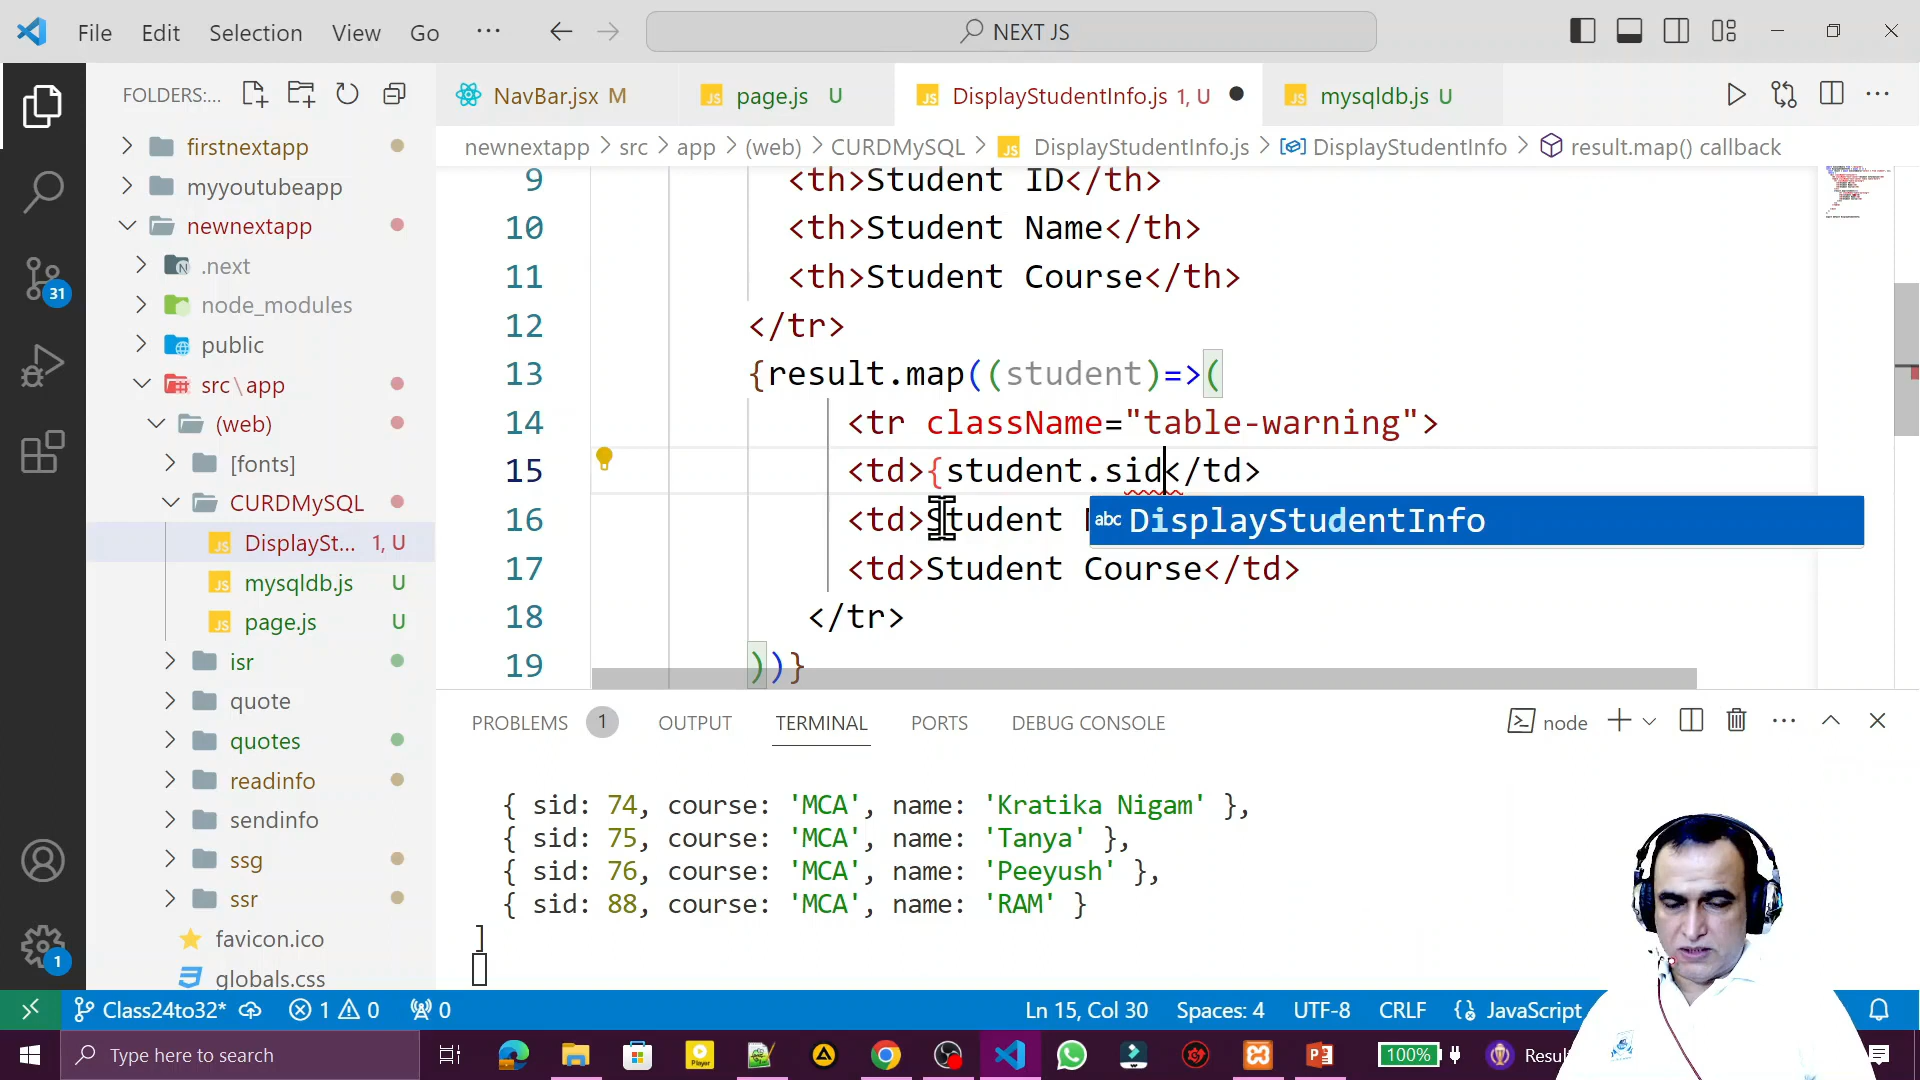 File Edit Selection View Go ··· NEXT JS
FOLDERS:...
NavBar.jsx M
page.js U
DisplayStudentInfo.js 1, U
mysqldb.js U
newnextapp > src > app > (web) > CURDMySQL > DisplayStudentInfo.js > DisplayStudentInfo > result.map() callback
firstnextapp
myyoutubeapp
newnextapp
.next
node_modules
public
src\app
(web)
[fonts]
CURDMySQL
DisplaySt... 1, U
mysqldb.js U
page.js U
isr
quote
quotes
readinfo
sendinfo
ssg
ssr
favicon.ico
globals.css
31
1
9 <th>Student ID</th>
10 <th>Student Name</th>
11 <th>Student Course</th>
12 </tr>
13 {result.map((student)=>(
14 <tr className="table-warning">
15 <td>{student.sid</td>
16 <td>Student
abc DisplayStudentInfo
17 <td>Student Course</td>
18 </tr>
19 ))}
PROBLEMS 1 OUTPUT TERMINAL PORTS DEBUG CONSOLE node
{ sid: 74, course: 'MCA', name: 'Kratika Nigam' },
{ sid: 75, course: 'MCA', name: 'Tanya' },
{ sid: 76, course: 'MCA', name: 'Peeyush' },
{ sid: 88, course: 'MCA', name: 'RAM' }
]
Class24to32* 1 0 0 Ln 15, Col 30 Spaces: 4 UTF-8 CRLF JavaScript
Type here to search
Player
100%